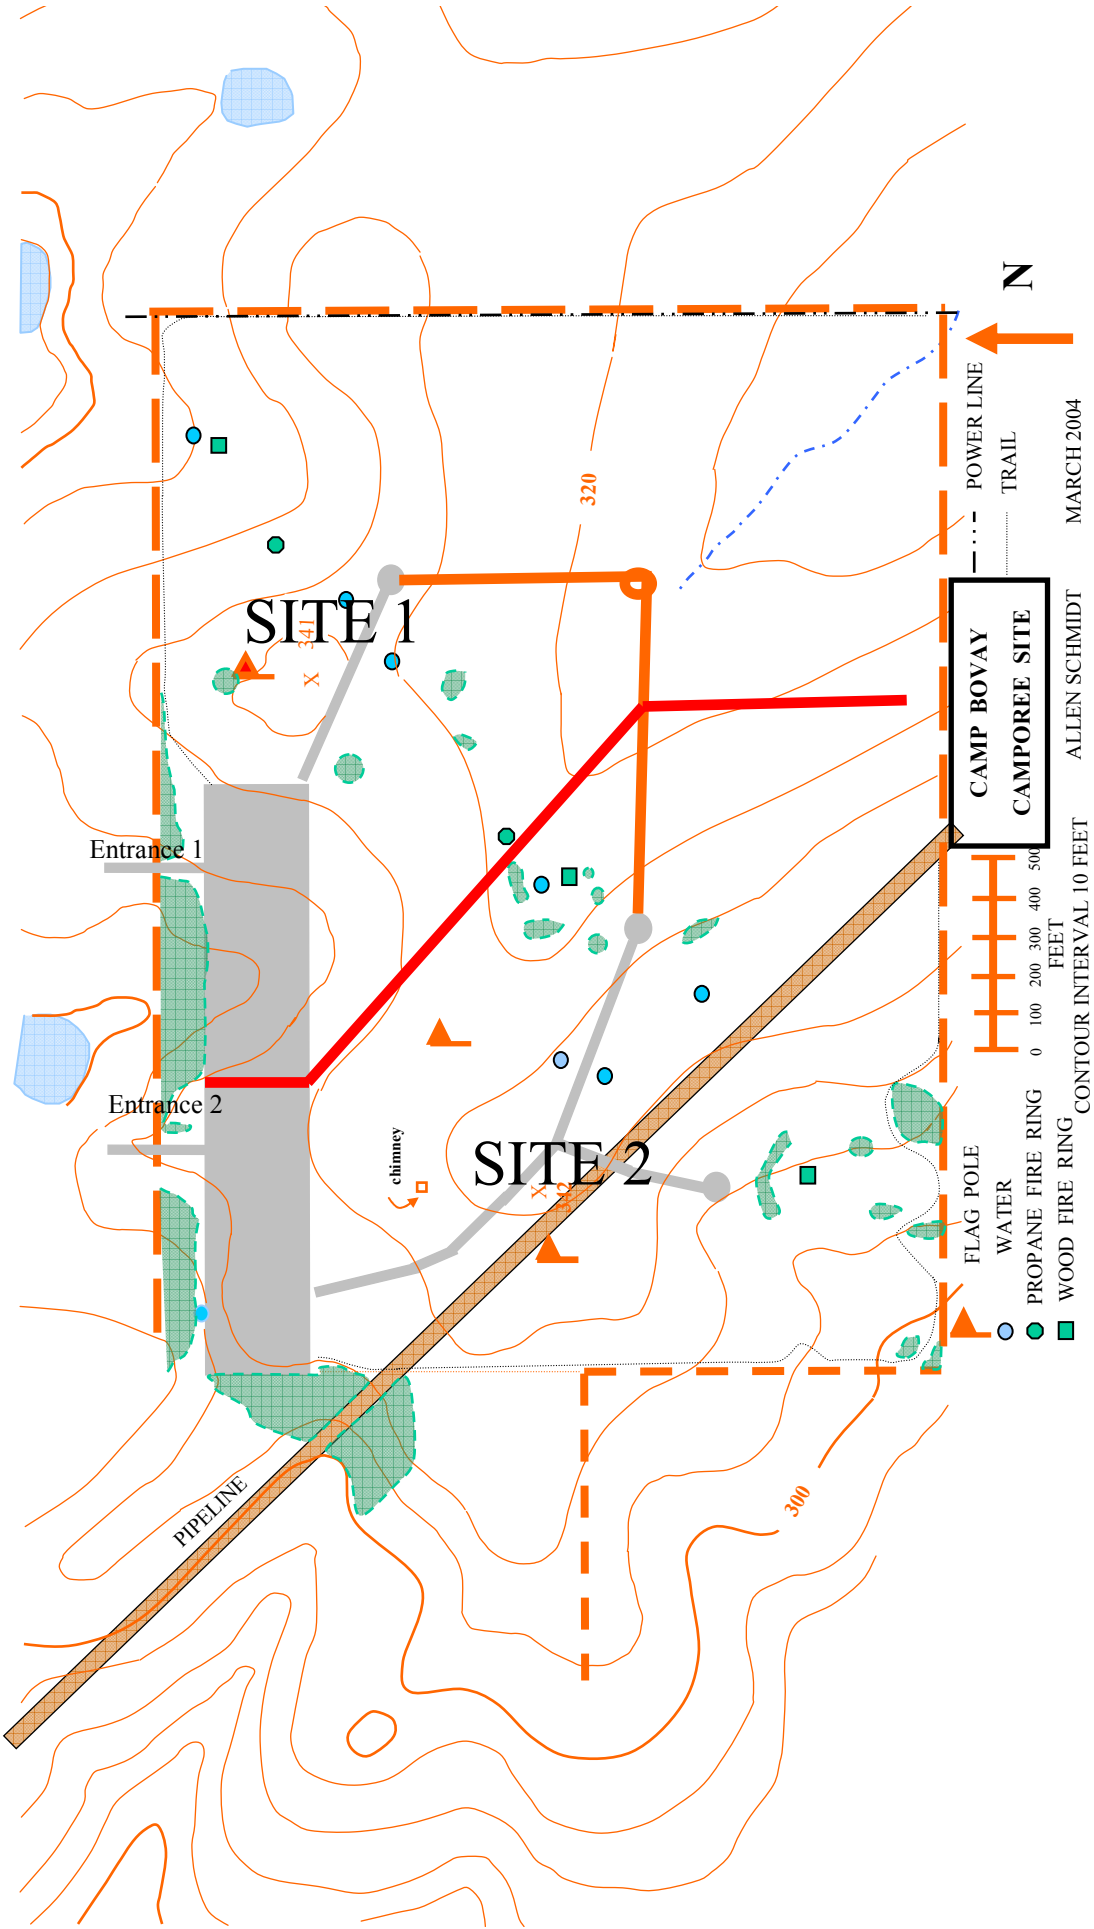 320
SITE 1
341
X
Entrance 1
Entrance 2
chimney
SITE 2
X
342
PIPELINE
300
N
POWER LINE
TRAIL
CAMP BOVAY
CAMPOREE SITE
ALLEN SCHMIDT
MARCH 2004
0 100 200 300 400 500
FEET
CONTOUR INTERVAL 10 FEET
FLAG POLE
WATER
PROPANE FIRE RING
WOOD FIRE RING